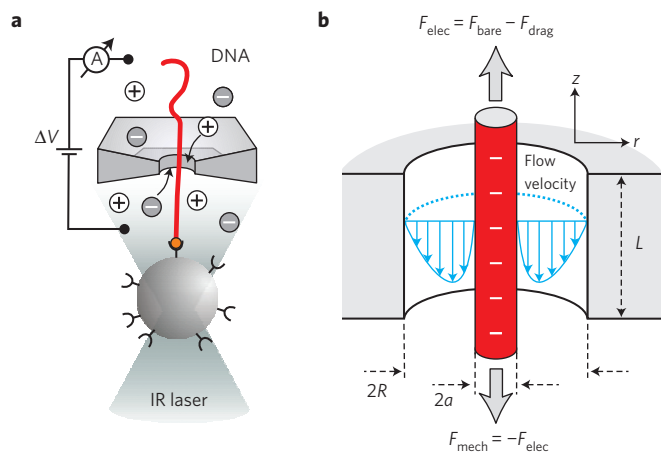 a
A
DNA
ΔV
+
−
+
−
+
−
+
−
IR laser
b
F_elec = F_bare − F_drag
z
r
Flow
velocity
L
−
−
−
−
−
−
2R
2a
F_mech = −F_elec